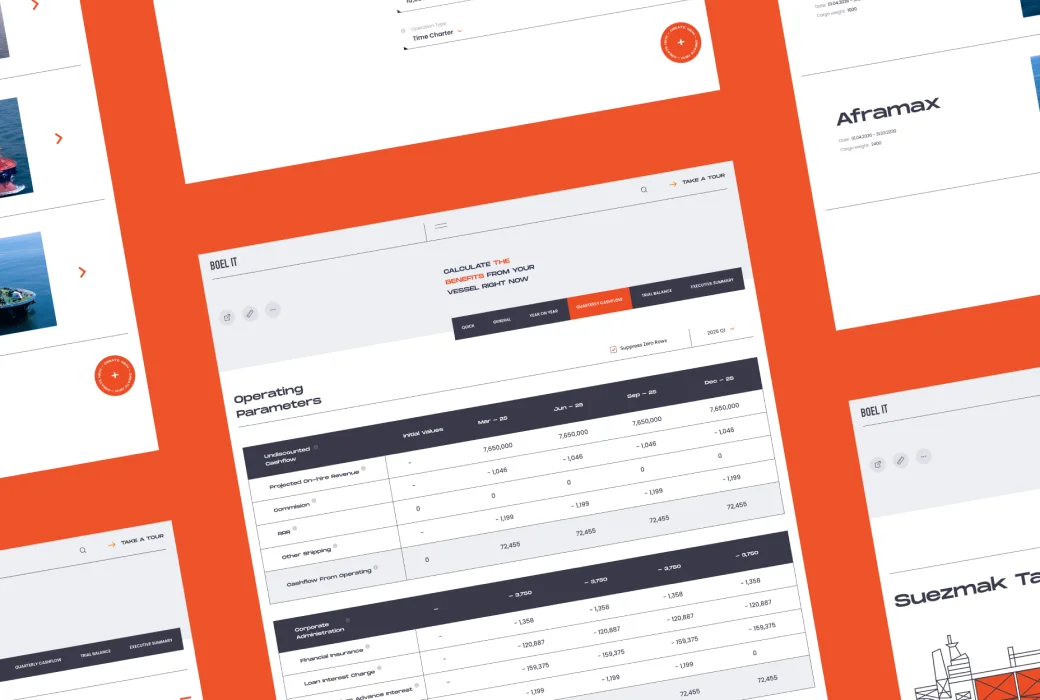 Operation Type
Time Charter
Aframax
Date: 01.04.2026 - 31.05.2026
Cargo weight: 2400
BOEL IT
TAKE A TOUR
CALCULATE THE
BENEFITS FROM YOUR
VESSEL RIGHT NOW
QUICK
GENERAL
YEAR ON YEAR
QUARTERLY CASHFLOW
TRIAL BALANCE
EXECUTIVE SUMMARY
Suppress Zero Rows
Operating
Parameters
Undiscounted
Cashflow
Initial Values
Mar - 25
Jun - 25
Sep - 25
Dec - 25
Projected On-hire Revenue
-
7,650,000
7,650,000
7,650,000
7,650,000
Commision
-
- 1,046
- 1,046
- 1,046
- 1,046
RRR
0
0
0
0
0
Other Shipping
-
- 1,199
- 1,199
- 1,199
- 1,199
Cashflow From Operating
0
72,455
72,455
72,455
72,455
Corporate
Administration
-
- 3,750
- 3,750
- 3,750
- 3,750
Financial Insurance
-
- 1,358
- 1,358
- 1,358
- 1,358
Loan Interest Charge
-
- 120,887
- 120,887
- 120,887
- 120,887
Advance Interest
-
- 159,375
- 159,375
- 159,375
- 159,375
- 1,199
- 1,199
- 1,199
0
72,455
72,455
TAKE A TOUR
QUARTERLY CASHFLOW
TRIAL BALANCE
EXECUTIVE SUMMARY
BOEL IT
Suezmak Ta